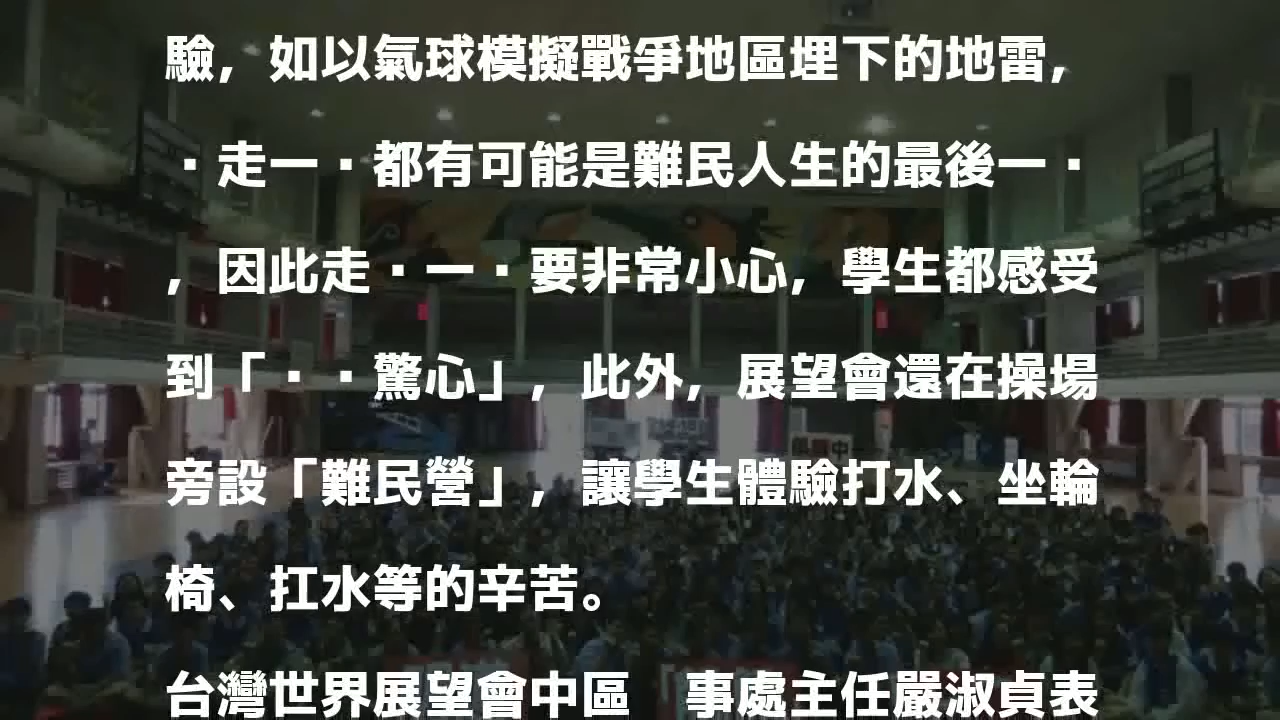 驗，如以氣球模擬戰爭地區埋下的地雷，
·走一·都有可能是難民人生的最後一·
，因此走·一·要非常小心，學生都感受
到「··驚心」，此外，展望會還在操場
旁設「難民營」，讓學生體驗打水、坐輪
椅、扛水等的辛苦。
台灣世界展望會中區　事處主任嚴淑貞表